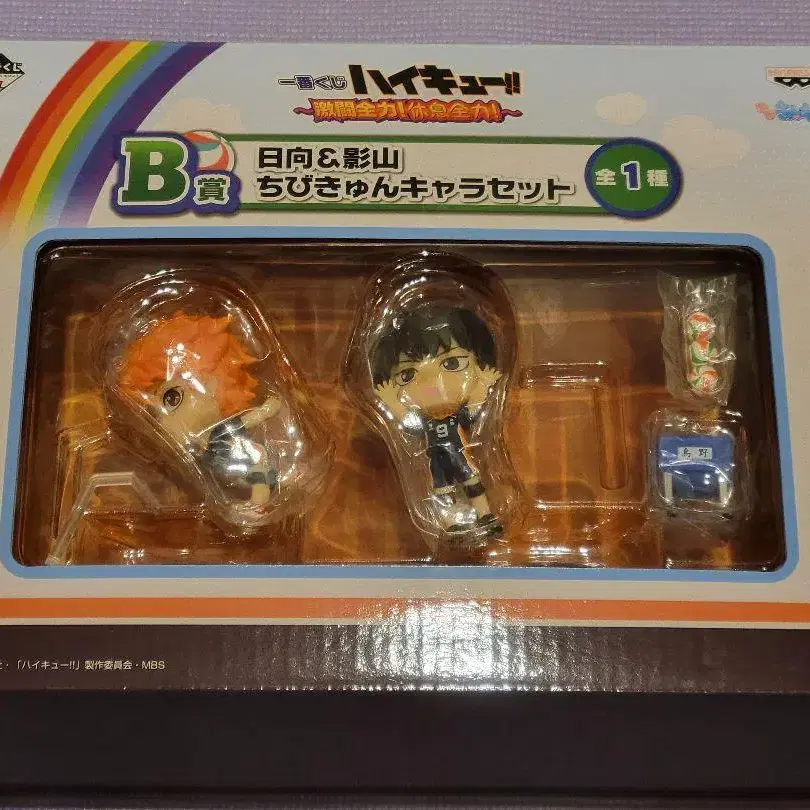 一番くじ ハイキュー!!
～激闘全力!休息全力!～
B賞
日向&影山
ちびきゅんキャラセット
全1種
9
烏野
・「ハイキュー!!」製作委員会・MBS